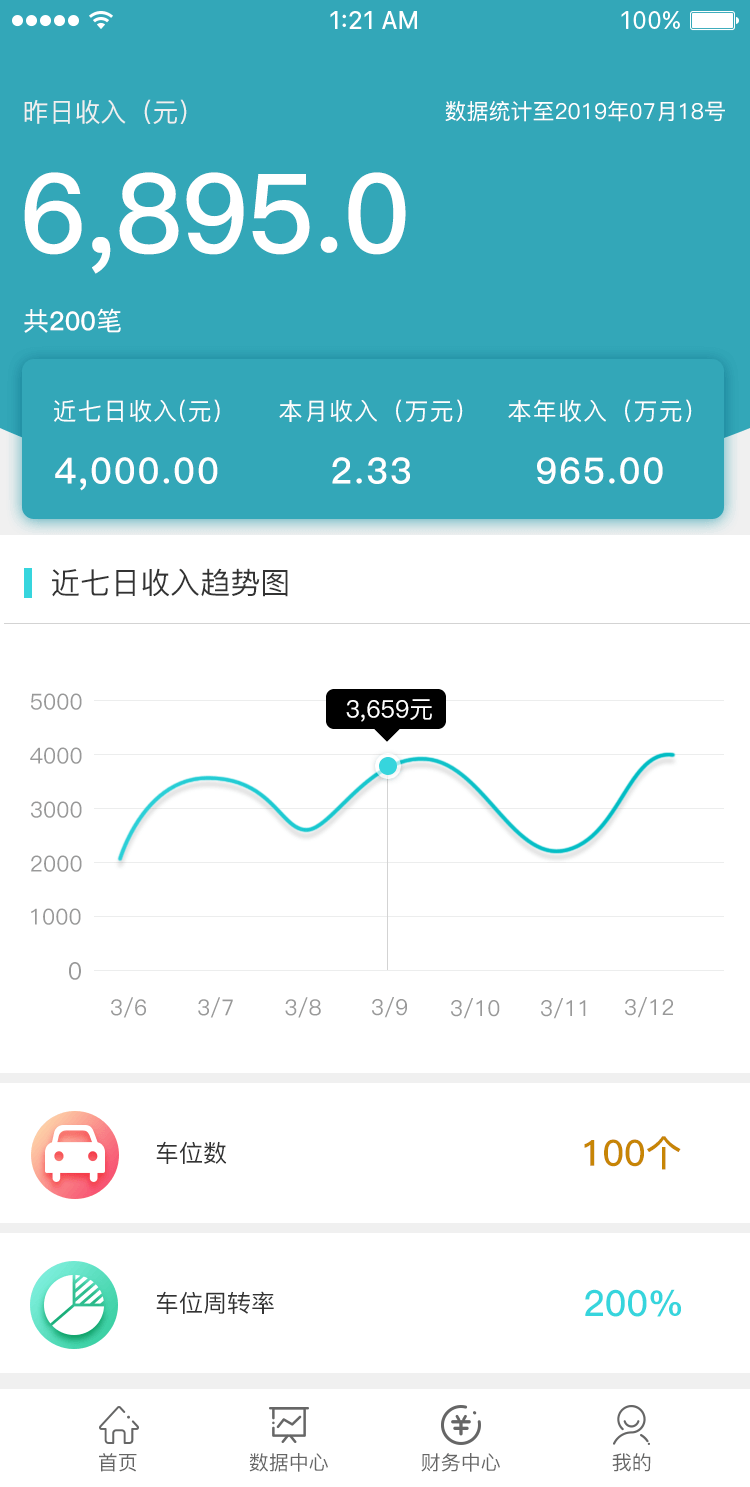 1:21 AM 100%
昨日收入（元） 数据统计至2019年07月18号
6,895.0
共200笔
近七日收入(元) 本月收入（万元） 本年收入（万元）
4,000.00 2.33 965.00
近七日收入趋势图
3,659元
5000
4000
3000
2000
1000
0
3/6 3/7 3/8 3/9 3/10 3/11 3/12
车位数 100个
车位周转率 200%
首页 数据中心 财务中心 我的